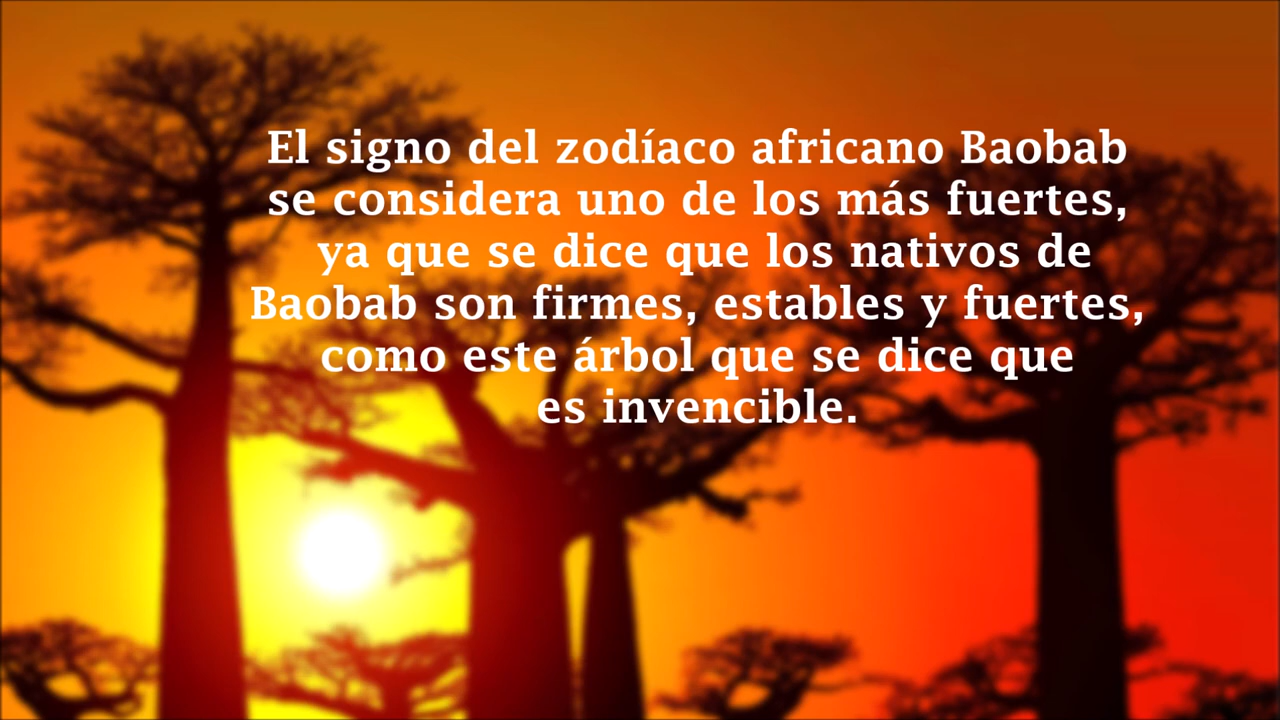 El signo del zodíaco africano Baobab
se considera uno de los más fuertes,
ya que se dice que los nativos de
Baobab son firmes, estables y fuertes,
como este árbol que se dice que
es invencible.